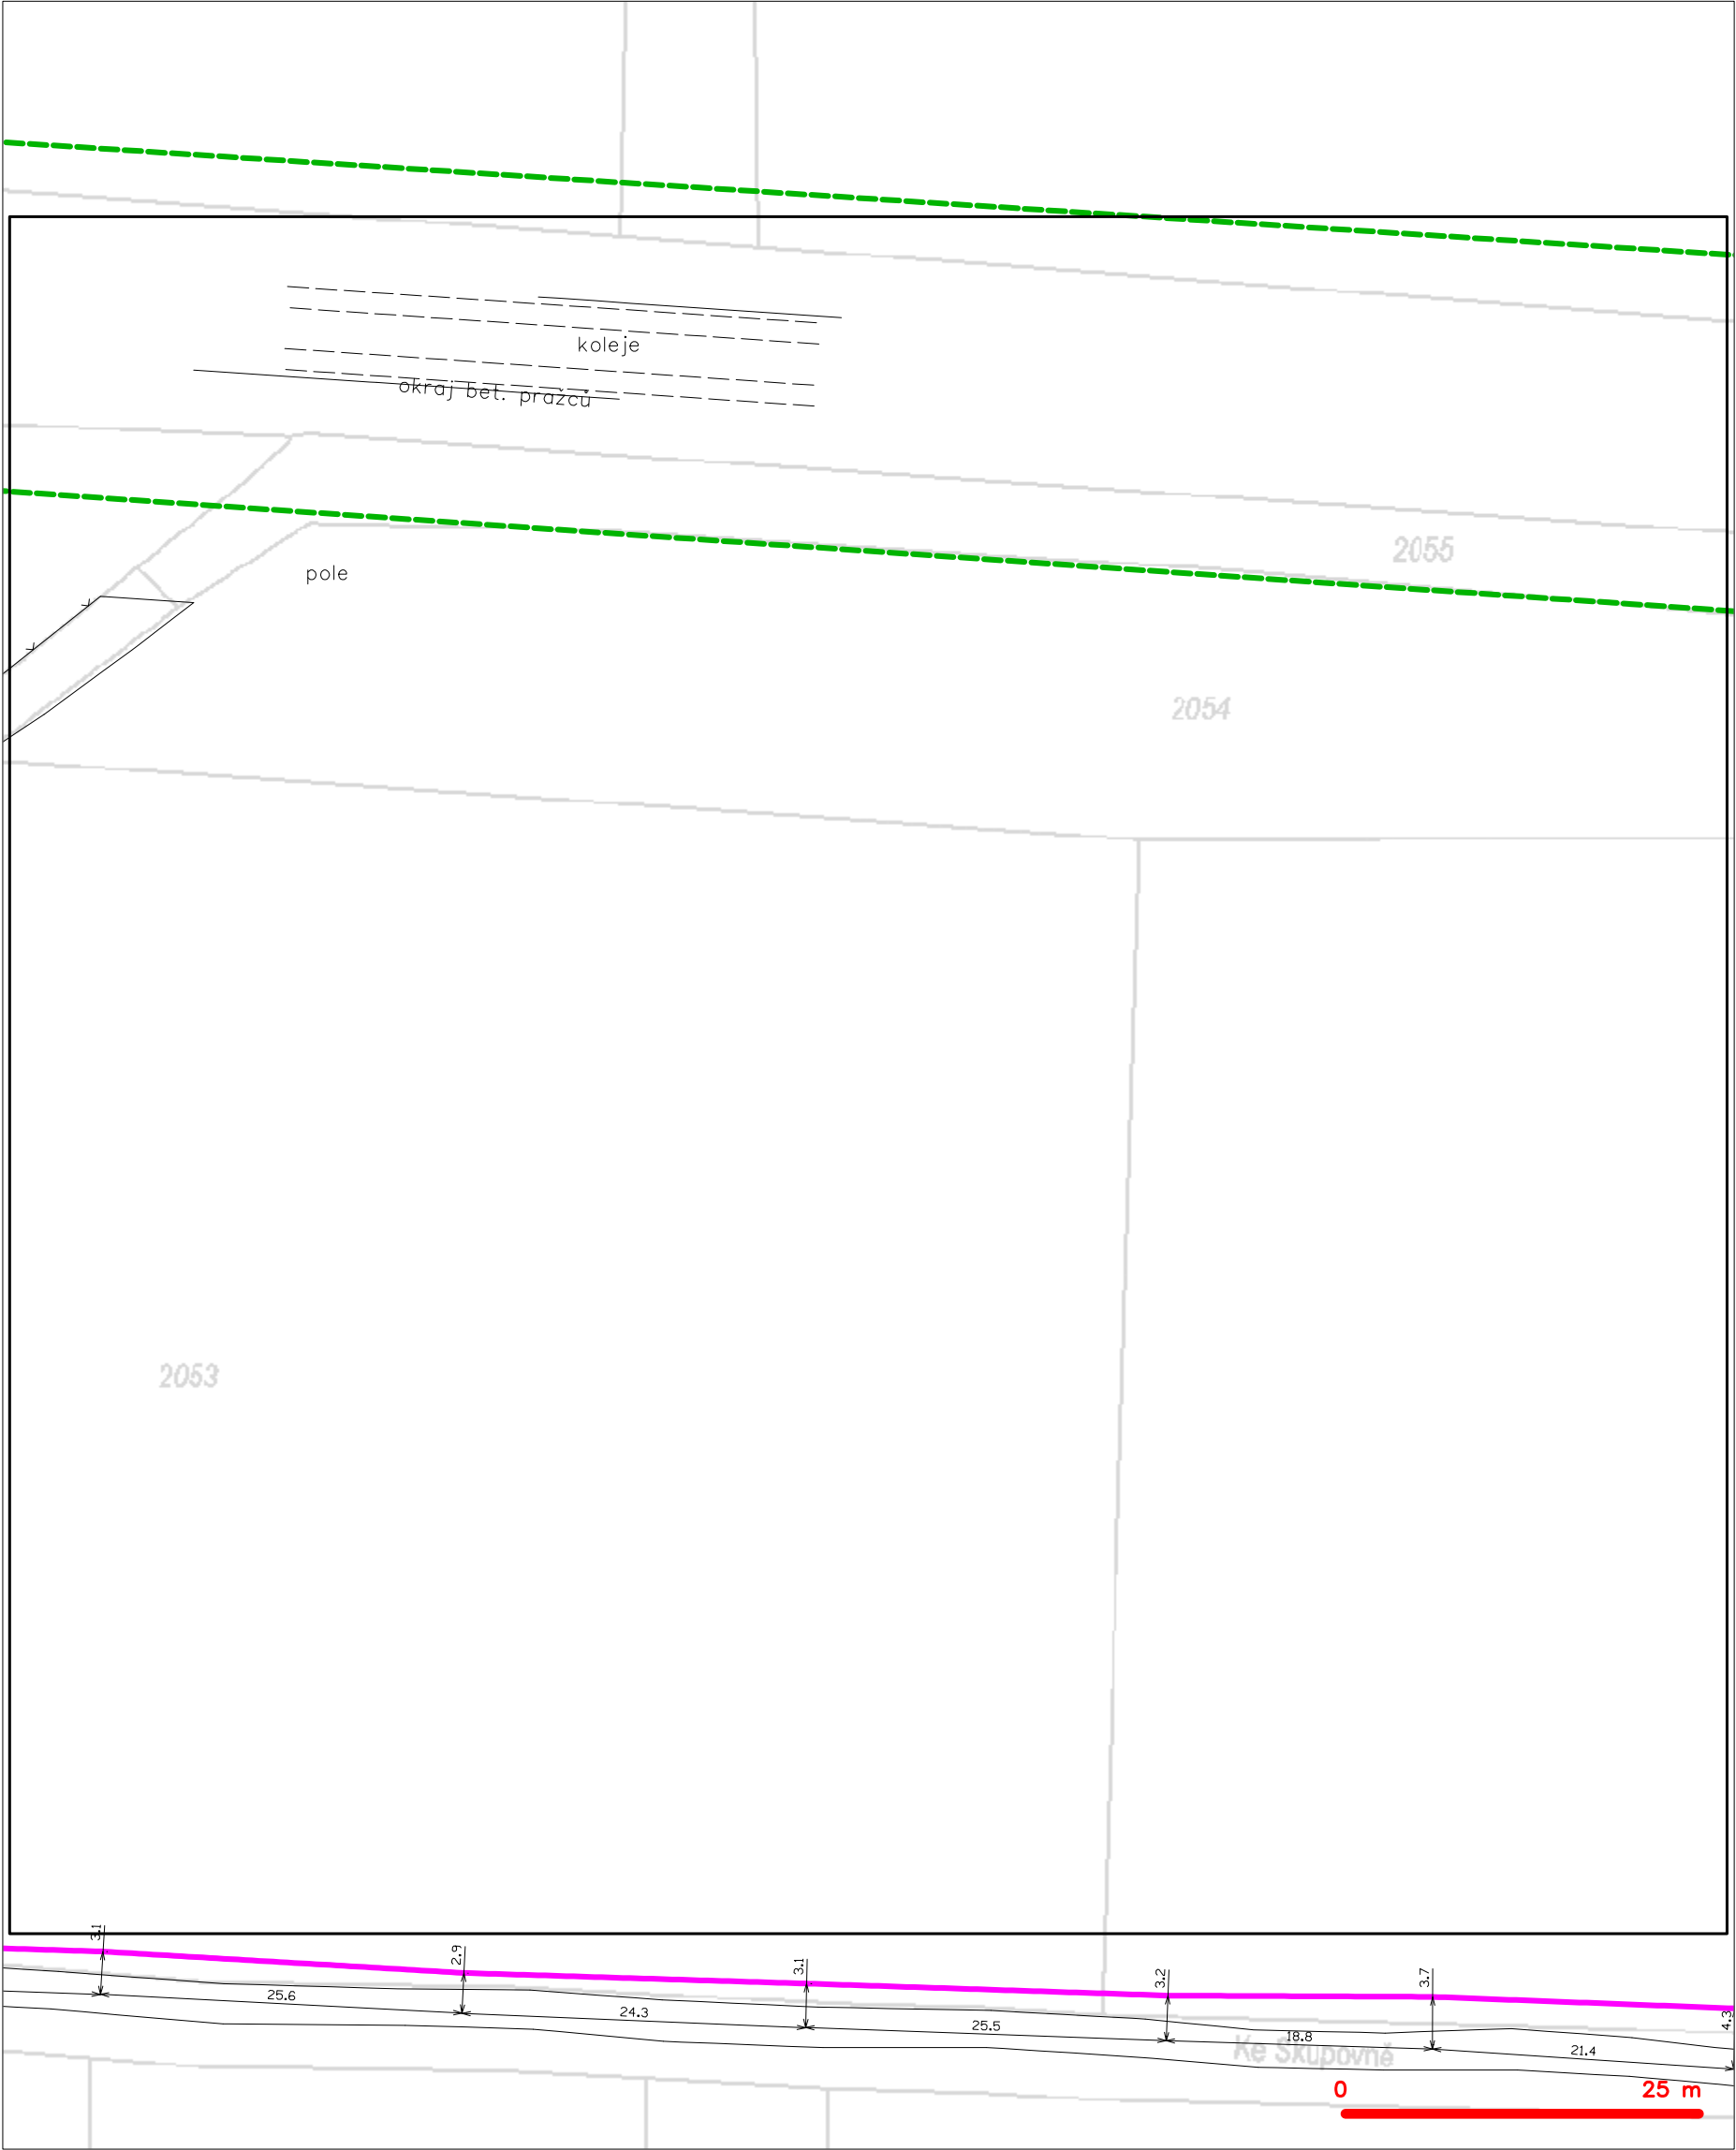 koleje
okraj bet. pražců
2055
pole
2054
2053
3.1
2.9
3.1
3.2
3.7
4.3
25.6
24.3
25.5
18.8
21.4
Ke Skupovně
0 25 m